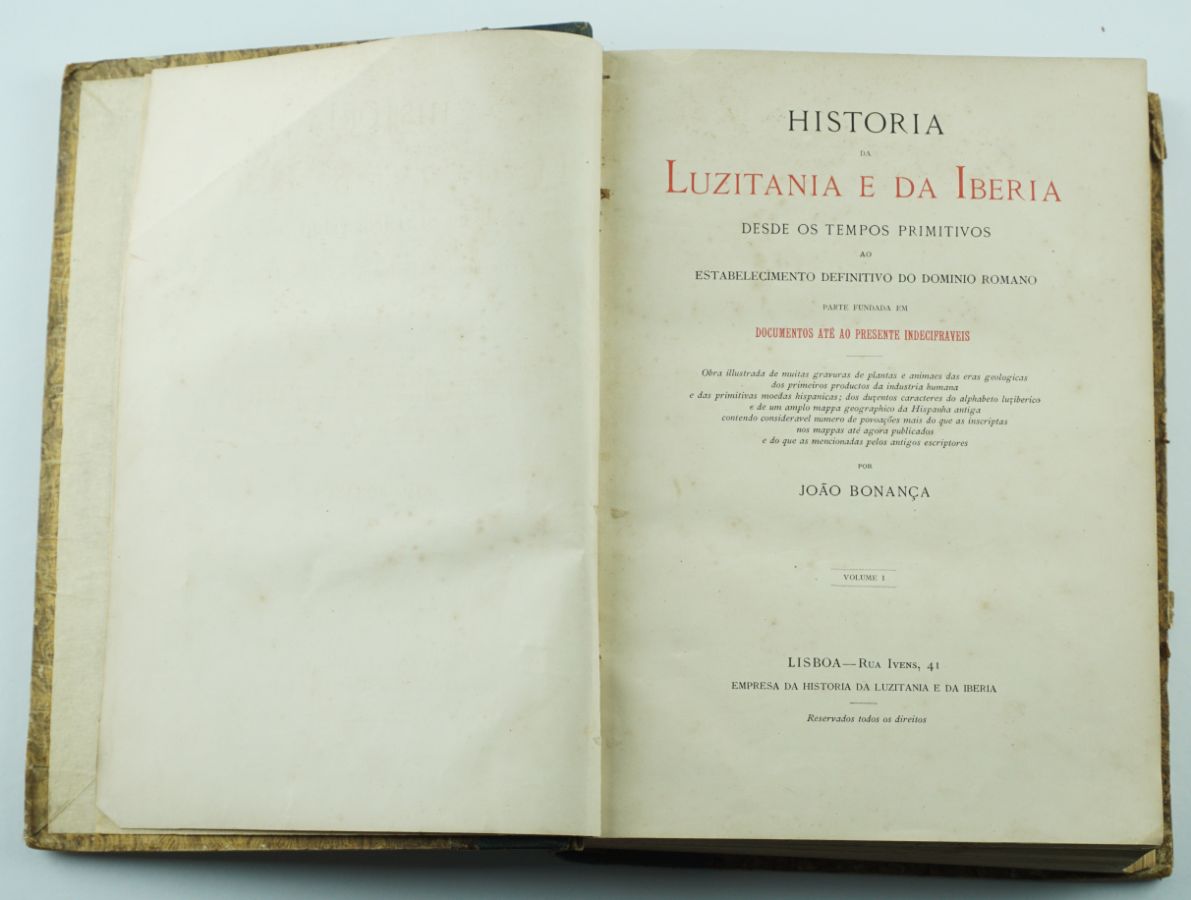 HISTORIA
DA
LUZITANIA E DA IBERIA
DESDE OS TEMPOS PRIMITIVOS
AO
ESTABELECIMENTO DEFINITIVO DO DOMINIO ROMANO
PARTE FUNDADA EM
DOCUMENTOS ATÉ AO PRESENTE INDECIFRAVEIS
Obra illustrada de muitas gravuras de plantas e animaes das eras geologicas
dos primeiros productos da industria humana
e das primitivas moedas hispanicas; dos duzentos caracteres do alphabeto luziberico
e de um amplo mappa geographico da Hispanha antiga
contendo consideravel numero de povoações mais do que as inscriptas
nos mappas até agora publicados
e do que as mencionadas pelos antigos escriptores
POR
JOÃO BONANÇA
VOLUME I
LISBOA—RUA IVENS, 41
EMPRESA DA HISTORIA DA LUZITANIA E DA IBERIA
Reservados todos os direitos